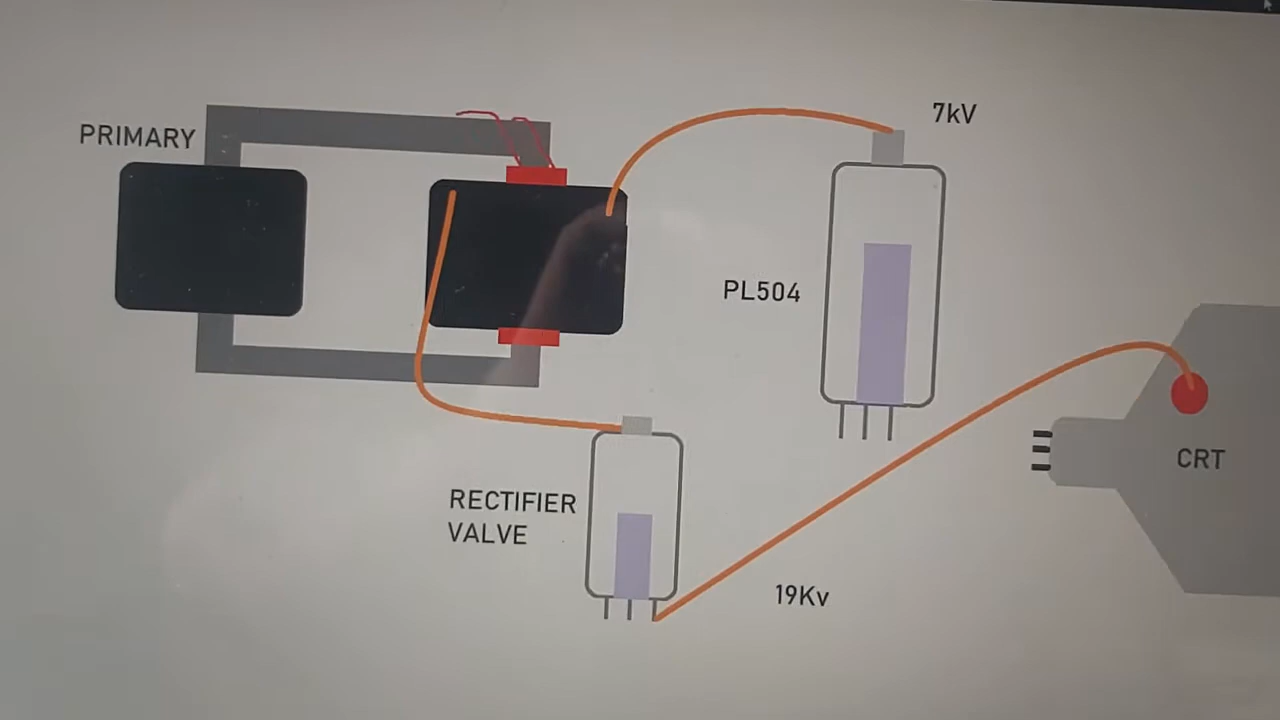 PRIMARY
7kV
PL504
CRT
RECTIFIER
VALVE
19Kv